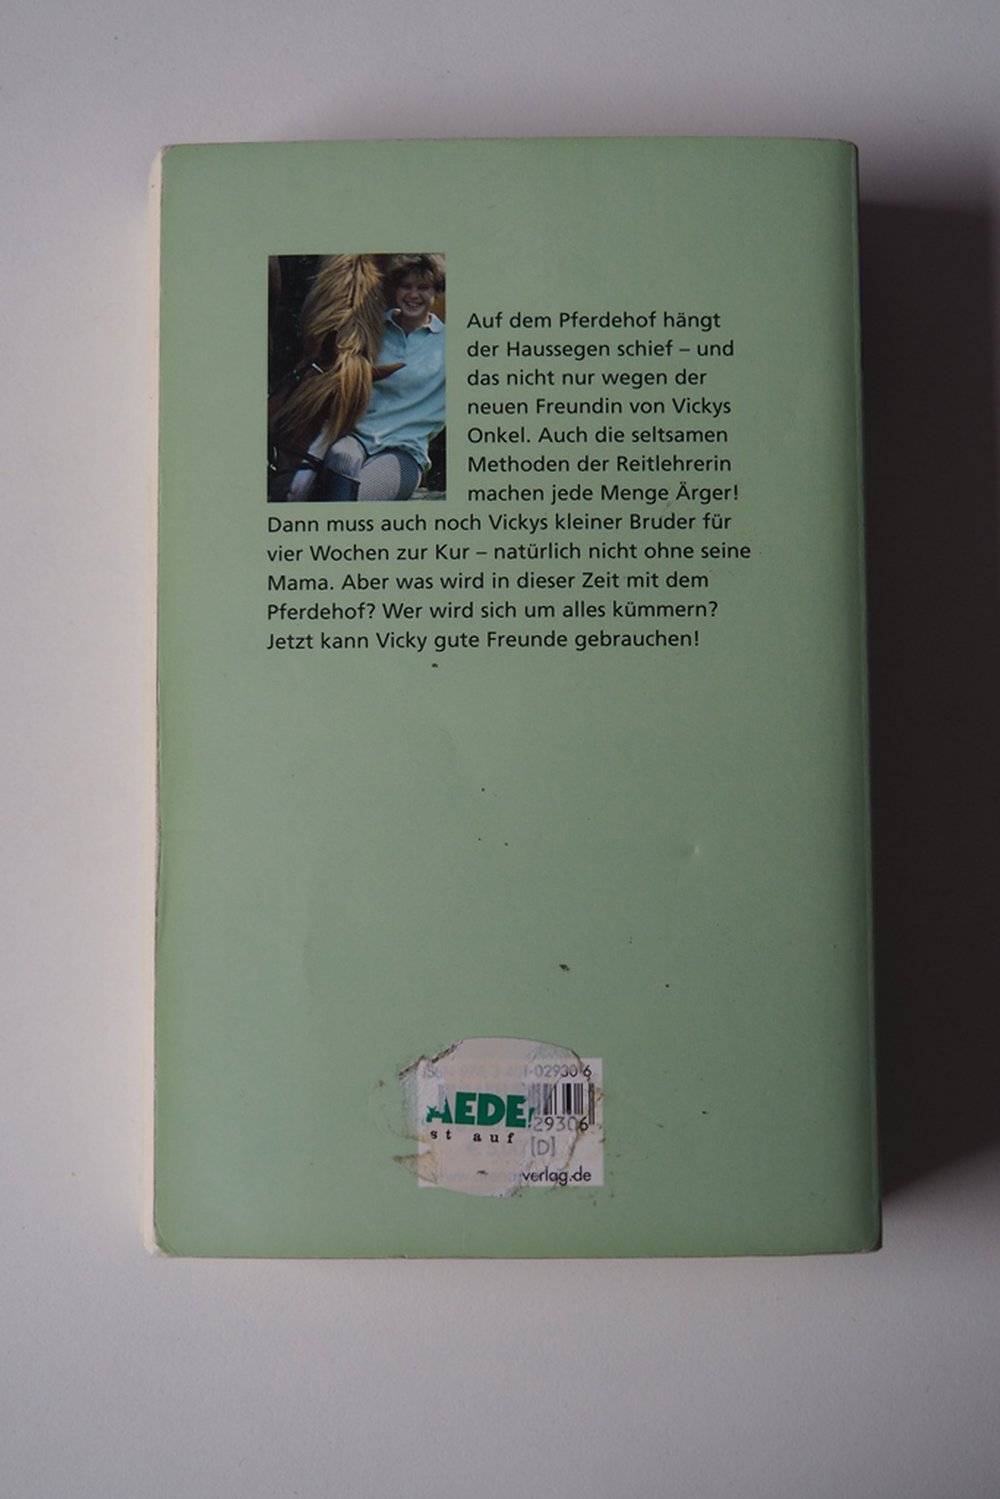 Auf dem Pferdehof hängt
der Haussegen schief – und
das nicht nur wegen der
neuen Freundin von Vickys
Onkel. Auch die seltsamen
Methoden der Reitlehrerin
machen jede Menge Ärger!
Dann muss auch noch Vickys kleiner Bruder für
vier Wochen zur Kur – natürlich nicht ohne seine
Mama. Aber was wird in dieser Zeit mit dem
Pferdehof? Wer wird sich um alles kümmern?
Jetzt kann Vicky gute Freunde gebrauchen!
02930-6
AEDE
st auf
29306
[D]
verlag.de